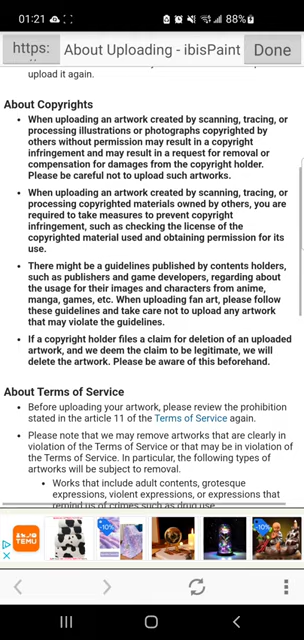 01:21
88%
https:
About Uploading - ibisPaint
Done
upload it again.
About Copyrights
• When uploading an artwork created by scanning, tracing, or
processing illustrations or photographs copyrighted by
others without permission may result in a copyright
infringement and may result in a request for removal or
compensation for damages from the copyright holder.
Please be careful not to upload such artworks.
• When uploading an artwork created by scanning, tracing, or
processing copyrighted materials owned by others, you are
required to take measures to prevent copyright
infringement, such as checking the license of the
copyrighted material used and obtaining permission for its
use.
• There might be a guidelines published by contents holders,
such as publishers and game developers, regarding about
the usage for their images and characters from anime,
manga, games, etc. When uploading fan art, please follow
these guidelines and take care not to upload any artwork
that may violate the guidelines.
• If a copyright holder files a claim for deletion of an uploaded
artwork, and we deem the claim to be legitimate, we will
delete the artwork. Please be aware of this beforehand.
About Terms of Service
• Before uploading your artwork, please review the prohibition
stated in the article 11 of the Terms of Service again.
• Please note that we may remove artworks that are clearly in
violation of the Terms of Service or that may be in violation
of the Terms of Service. In particular, the following types of
artworks will be subject to removal.
• Works that include adult contents, grotesque
expressions, violent expressions, or expressions that
remind us of crimes such as drug use
TEMU
-10%
-10%